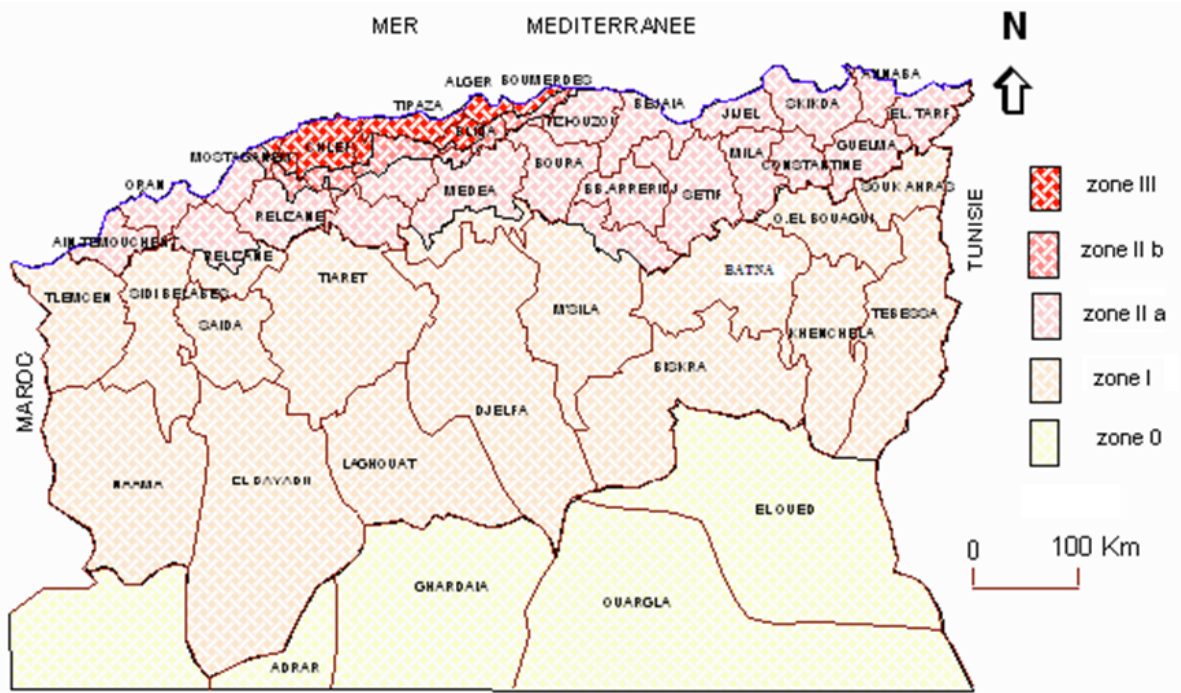 MER MEDITERRANEE
N
ALGER BOUMERDES
ANNABA
TIPAZA
BEJAIA
SKIDA
JIJEL
EL. TARF
BLIDA
CHLEF
GUELMA
MILA
MOSTAGANEM
BOURA
CONSTANTINE
ORAN
MEDEA
BB.ARRERIDJ
SETIF
SOUK AHRAS
RELCANE
O.EL BOUAGUI
AIN TEMOUCHENT
RELCANE
TIARET
BATNA
TLEMCEN
SIDI BELABES
M'SILA
SAIDA
TEBESSA
KHENCHELA
BISKRA
DJELFA
LAGHOUAT
NAAMA
EL BAYADH
EL OUED
GHARDAIA
OUARGLA
ADRAR
MAROC
TUNISIE
zone III
zone II b
zone II a
zone I
zone 0
0 100 Km